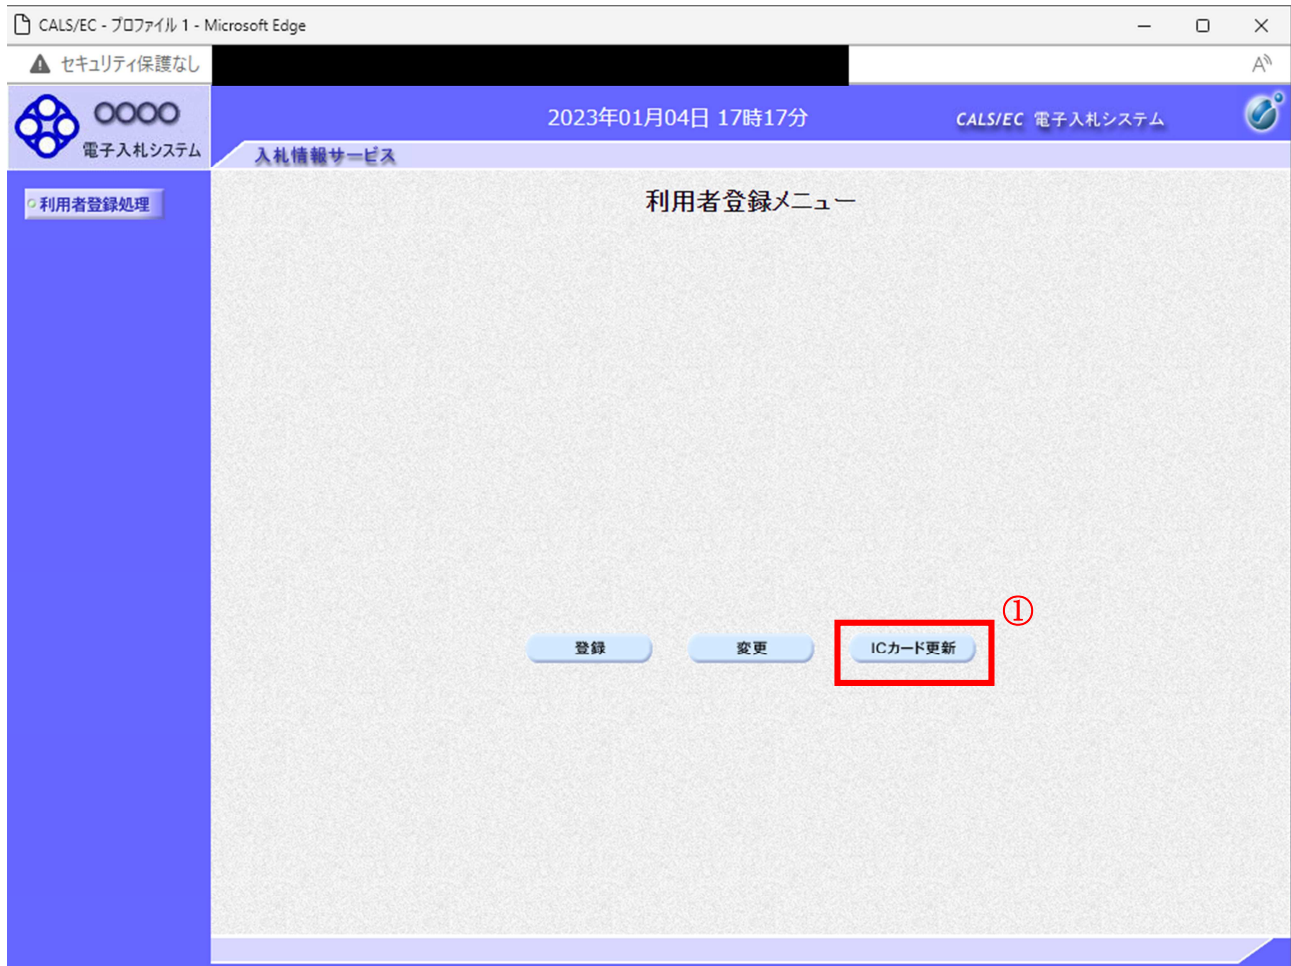 CALS/EC - プロファイル 1 - Microsoft Edge
セキュリティ保護なし
OOOO
電子入札システム
2023年01月04日 17時17分
CALS/EC 電子入札システム
入札情報サービス
利用者登録処理
利用者登録メニュー
①
登録
変更
ICカード更新